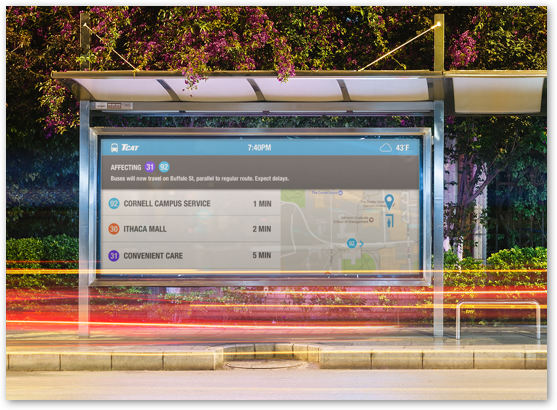 TCAT 7:40PM 43°F
AFFECTING 31 92
Buses will now travel on Buffalo St, parallel to regular route. Expect delays.
92 CORNELL CAMPUS SERVICE 1 MIN
30 ITHACA MALL 2 MIN
31 CONVENIENT CARE 5 MIN
92